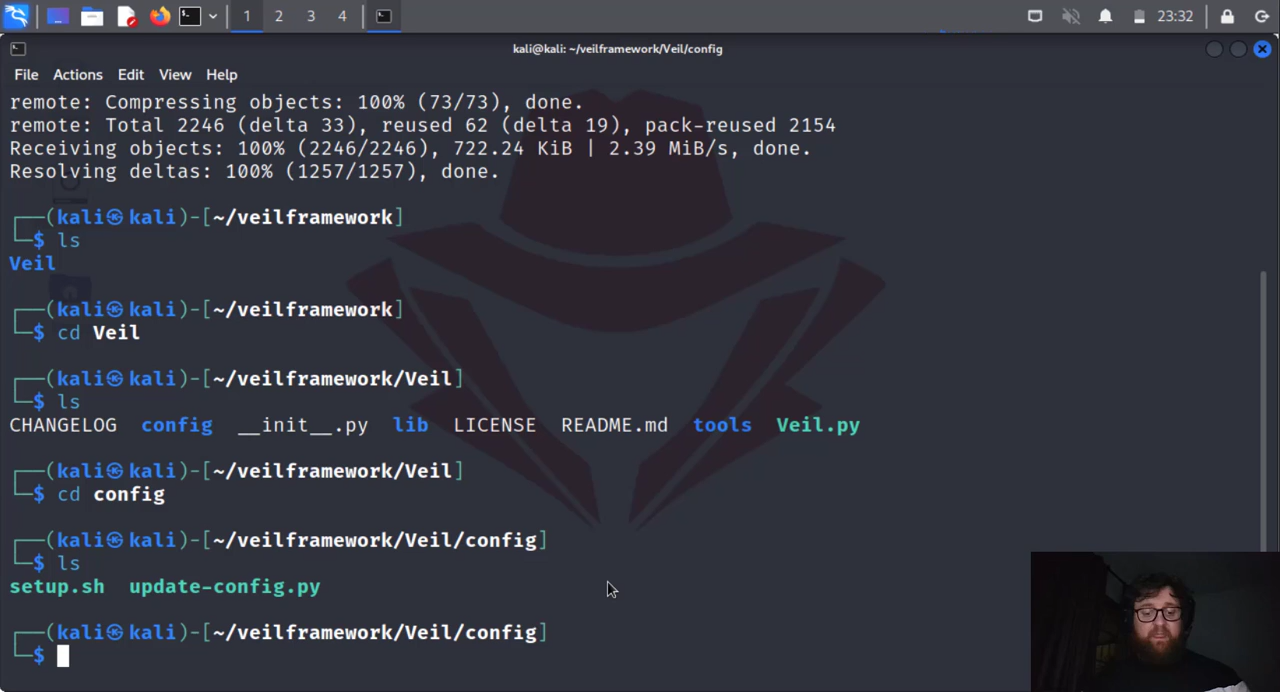 1 2 3 4 23:32
kali@kali: ~/veilframework/Veil/config
File Actions Edit View Help
remote: Compressing objects: 100% (73/73), done.
remote: Total 2246 (delta 33), reused 62 (delta 19), pack-reused 2154
Receiving objects: 100% (2246/2246), 722.24 KiB | 2.39 MiB/s, done.
Resolving deltas: 100% (1257/1257), done.
┌──(kali㉿kali)-[~/veilframework]
└─$ ls
Veil
┌──(kali㉿kali)-[~/veilframework]
└─$ cd Veil
┌──(kali㉿kali)-[~/veilframework/Veil]
└─$ ls
CHANGELOG config __init__.py lib LICENSE README.md tools Veil.py
┌──(kali㉿kali)-[~/veilframework/Veil]
└─$ cd config
┌──(kali㉿kali)-[~/veilframework/Veil/config]
└─$ ls
setup.sh update-config.py
┌──(kali㉿kali)-[~/veilframework/Veil/config]
└─$